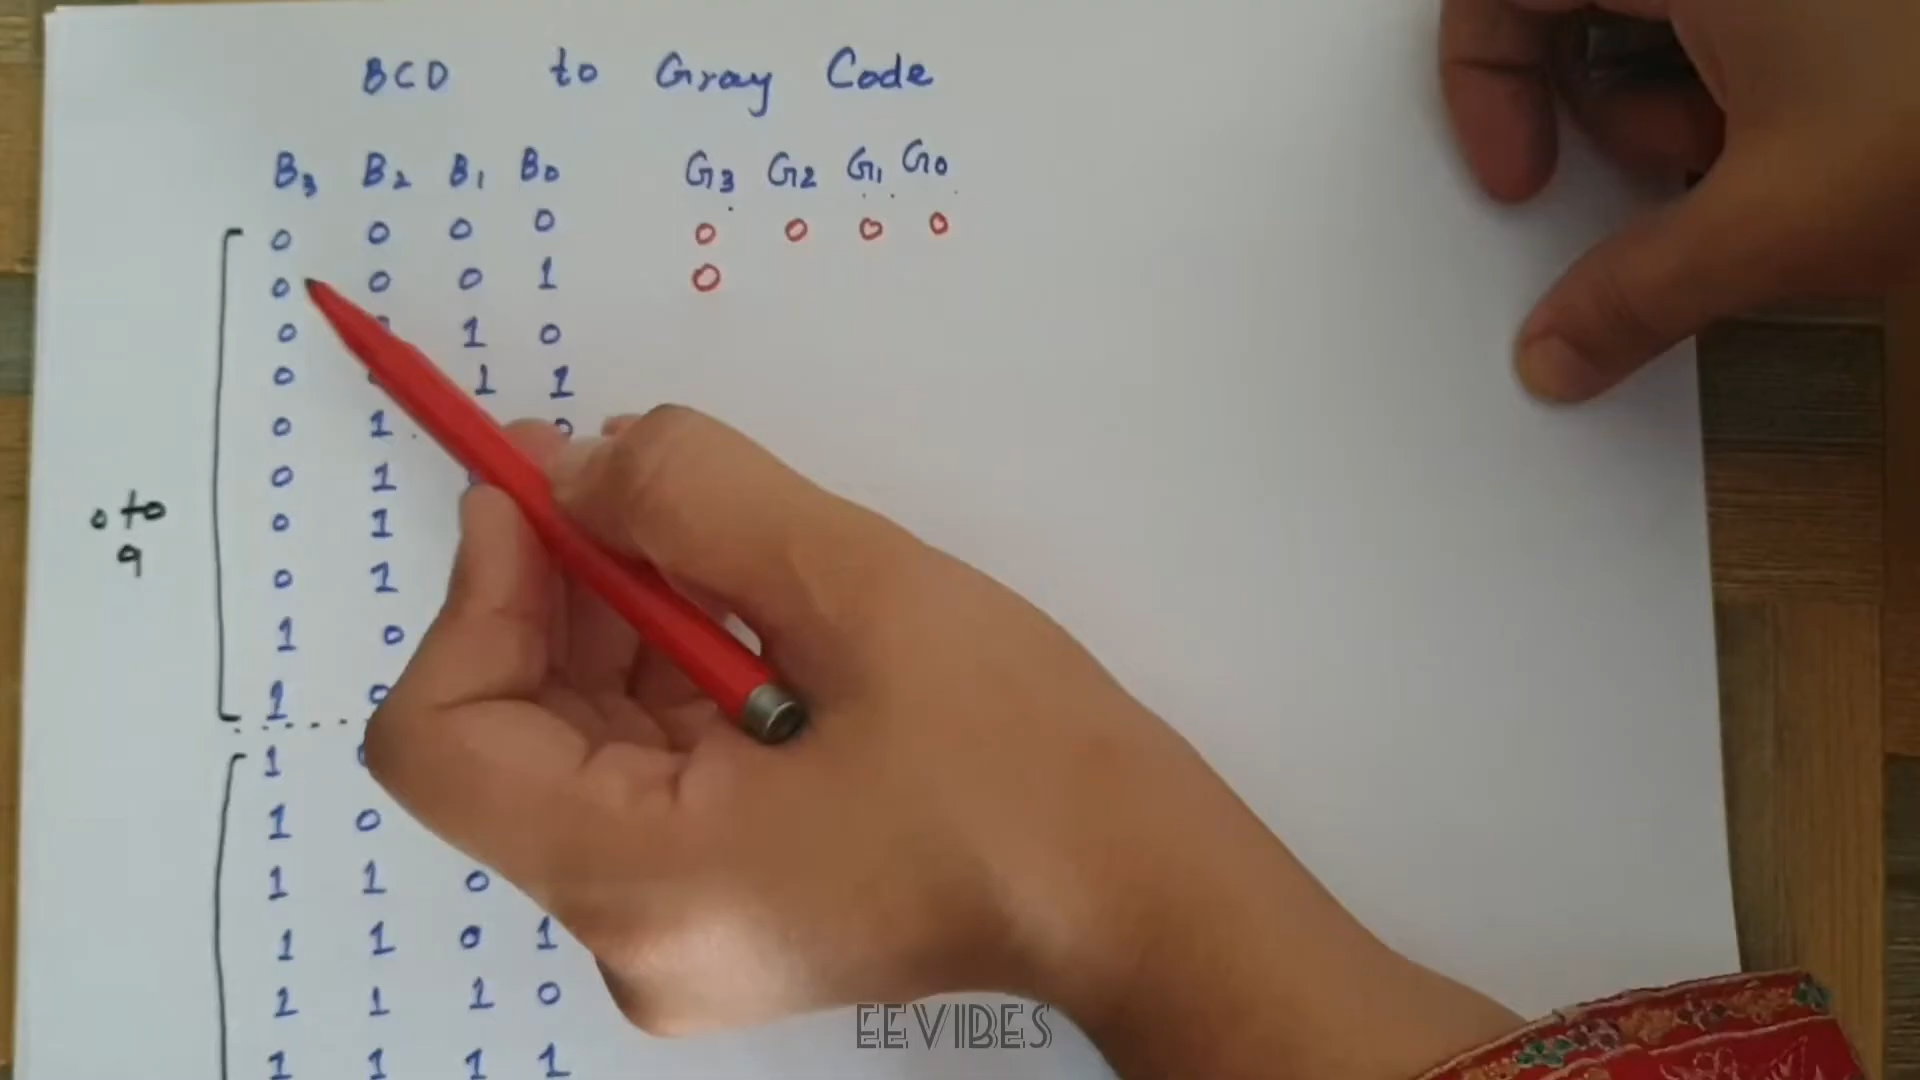 BCD to Gray Code
B3 B2 B1 B0 G3 G2 G1 G0
0 0 0 0 0 0 0 0
0 0 0 1 0
0 1 0
0 1 1
0 1
0 1
0 to 0 1
9
0 1
1 0
1 0
1
1 0
1 1 0
1 1 0 1
1 1 1 0
1 1 1 1
EEVIBES